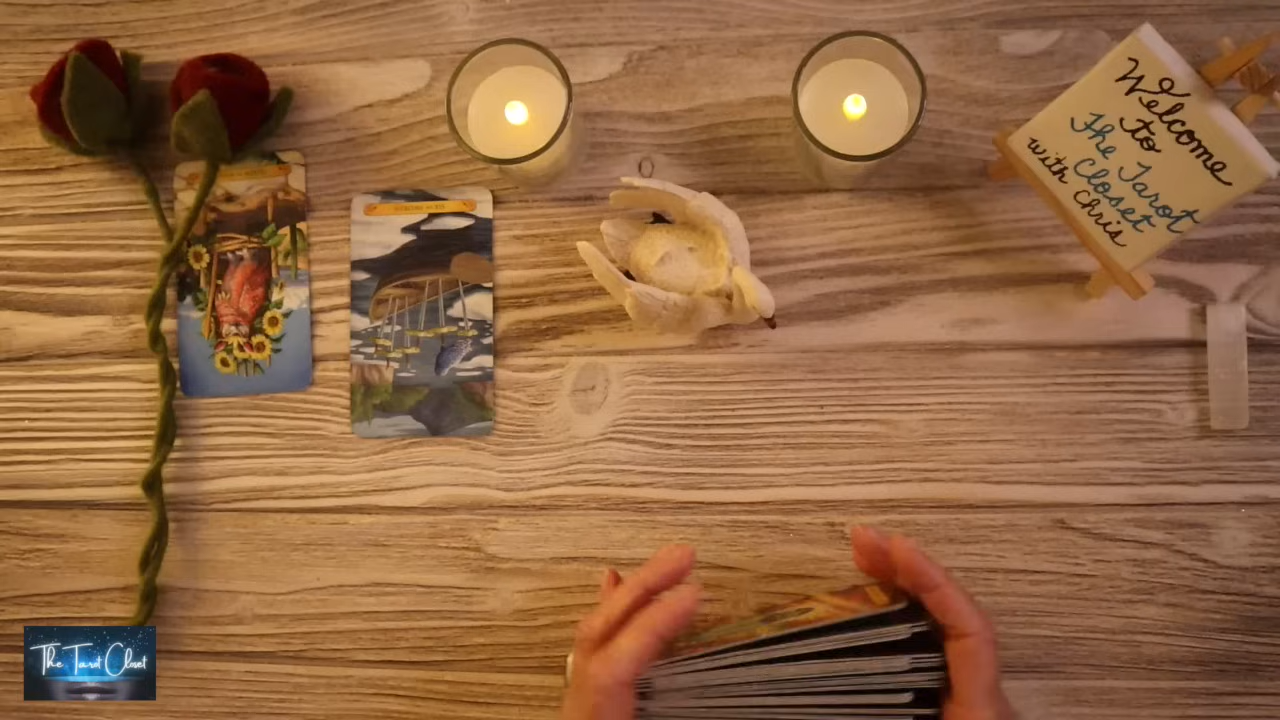 Welcome
to
The Tarot
Closet
with Chris
The Tarot Closet